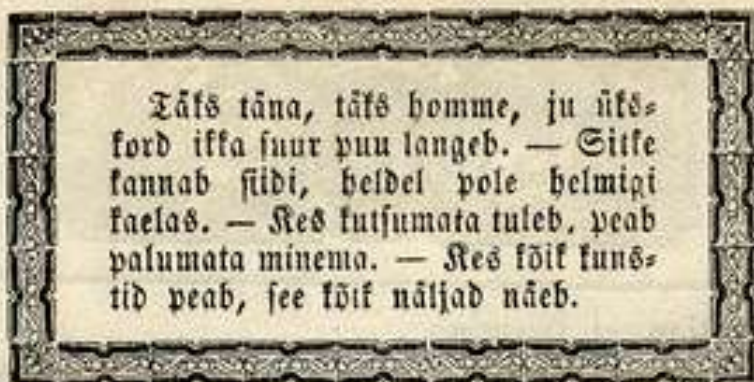 Täks täna, täks homme, ju üks-
kord ikka suur puu langeb. — Sitke
kannab siidi, heldel pole helmigi
kaelas. — Kes kutsumata tuleb, peab
palumata minema. — Kes kõik kuns-
tid peab, see kõik näljad näeb.